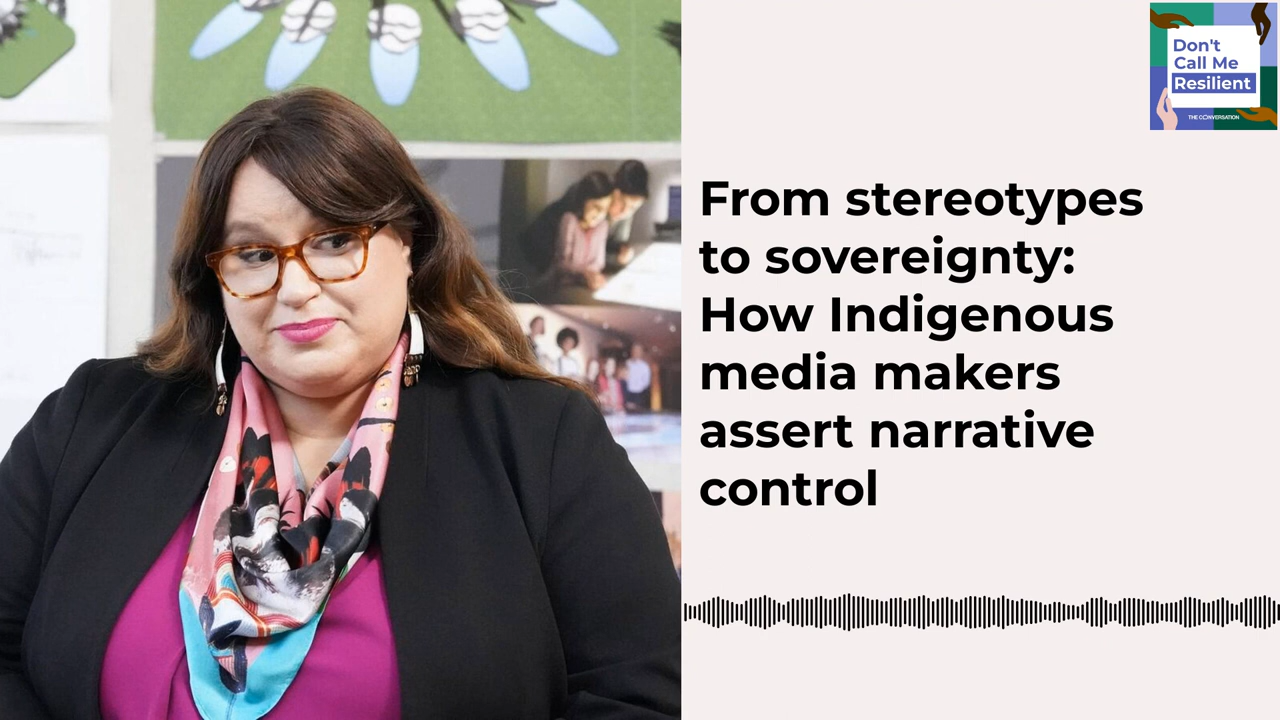 Don't
Call Me
Resilient
THE CONVERSATION
From stereotypes
to sovereignty:
How Indigenous
media makers
assert narrative
control